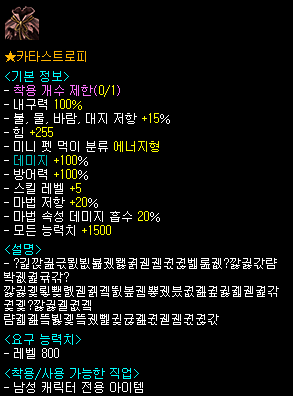 ★카타스트로피
<기본 정보>
- 착용 개수 제한(0/1)
- 내구력 100%
- 불, 물, 바람, 대지 저항 +15%
- 힘 +255
- 미니 펫 먹이 분류 에너지형
- 데미지 +100%
- 방어력 +100%
- 스킬 레벨 +5
- 마법 저항 +20%
- 마법 속성 데미지 흡수 20%
- 모든 능력치 +1500
<설명>
<요구 능력치>
- 레벨 800
<착용/사용 가능한 직업>
- 남성 캐릭터 전용 아이템